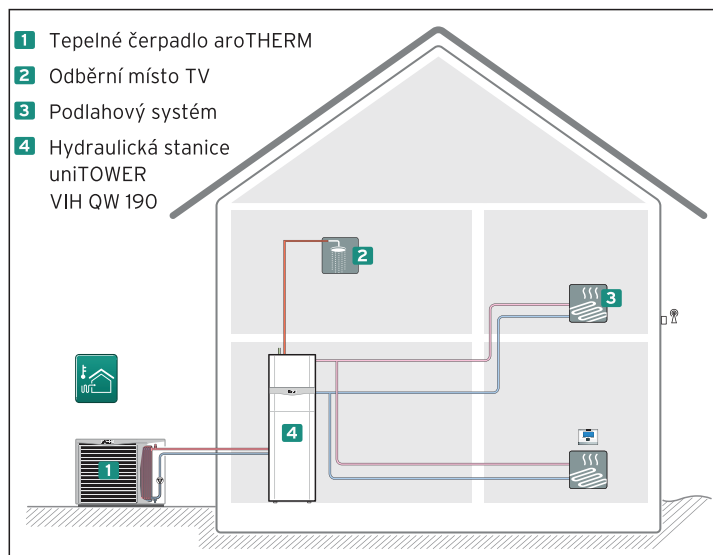 1 Tepelné čerpadlo aroTHERM
2 Odběrní místo TV
3 Podlahový systém
4 Hydraulická stanice
uniTOWER
VIH QW 190
2
3
4
1